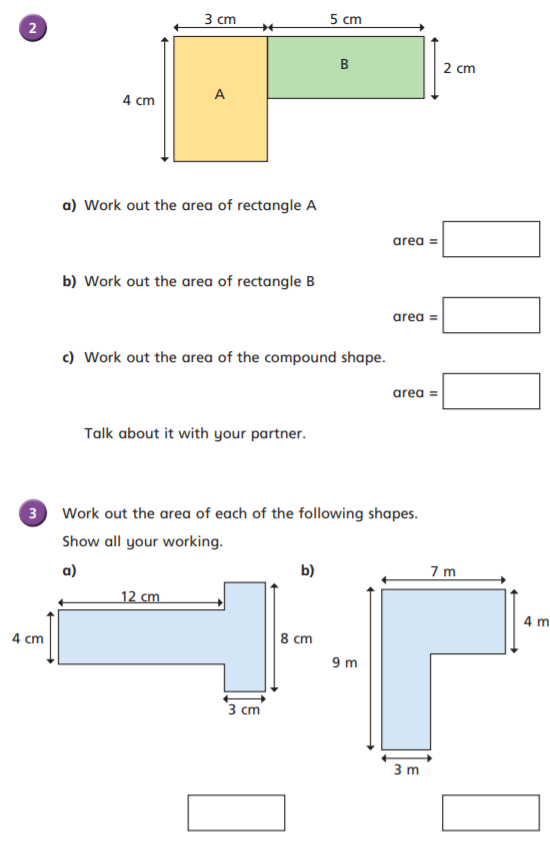 2
3 cm
5 cm
4 cm
A
B
2 cm
a) Work out the area of rectangle A
area =
b) Work out the area of rectangle B
area =
c) Work out the area of the compound shape.
area =
Talk about it with your partner.
3 Work out the area of each of the following shapes.
Show all your working.
a)
12 cm
4 cm
8 cm
3 cm
b)
7 m
4 m
9 m
3 m